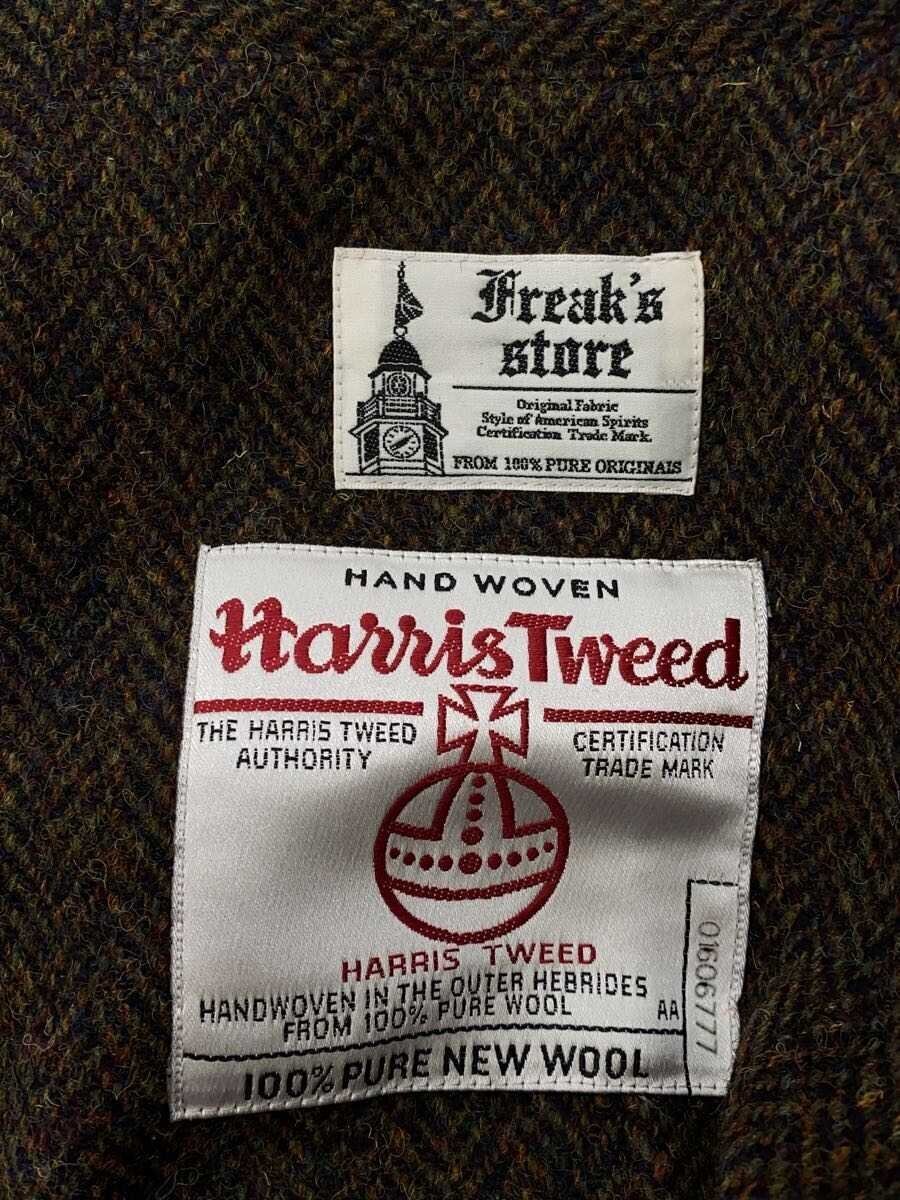 Freak's
store
Original Fabric
Style of American Spirits
Certification Trade Mark.
FROM 100% PURE ORIGINALS
HAND WOVEN
Harris Tweed
THE HARRIS TWEED
AUTHORITY
CERTIFICATION
TRADE MARK
HARRIS TWEED
HANDWOVEN IN THE OUTER HEBRIDES
FROM 100% PURE WOOL
AA
01606777
100% PURE NEW WOOL